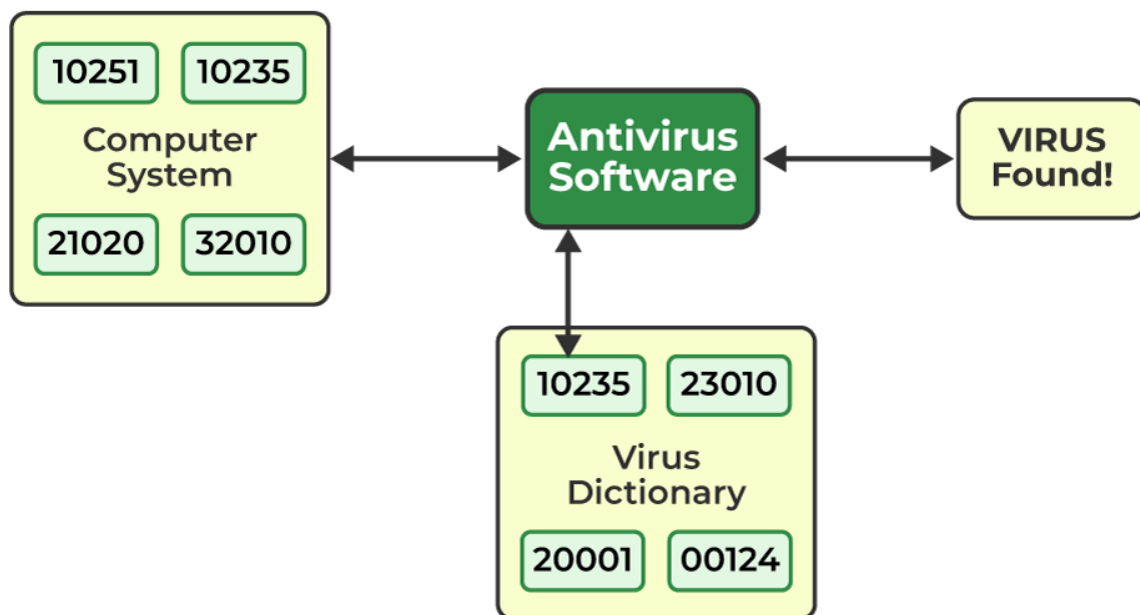 10251 10235
Computer
System
21020 32010
Antivirus
Software
VIRUS
Found!
10235 23010
Virus
Dictionary
20001 00124